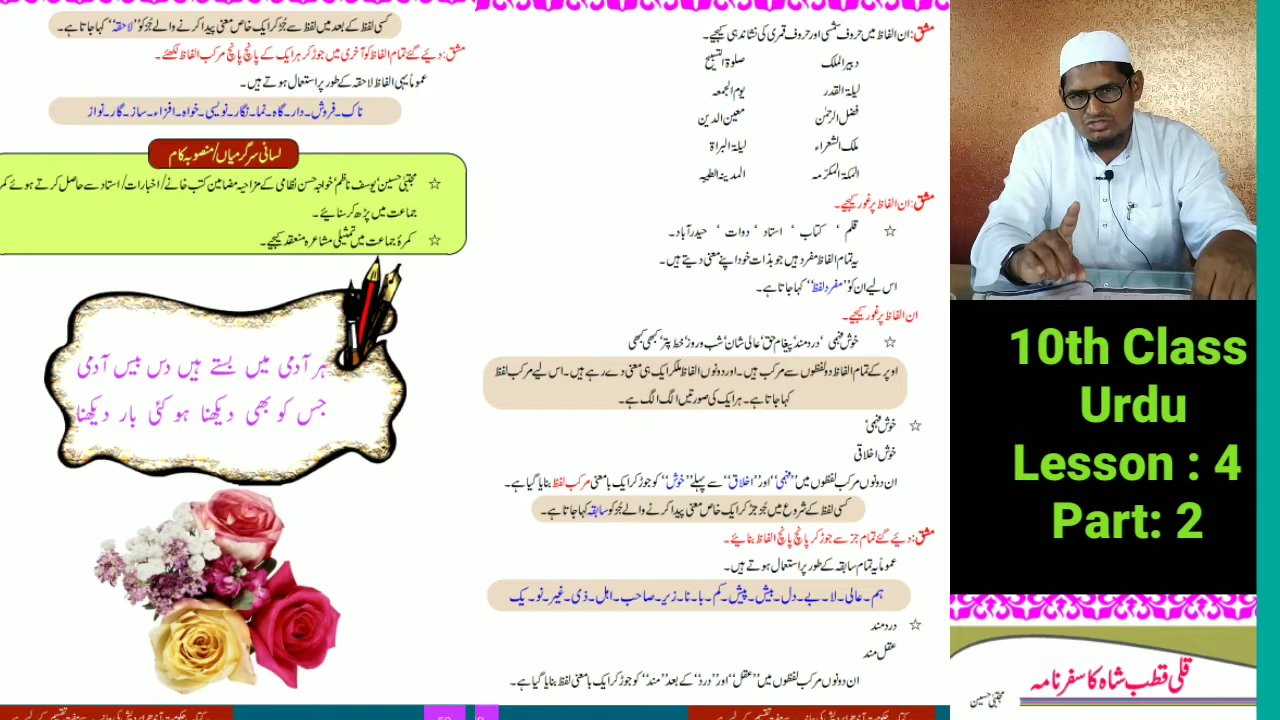 مشق: ان الفاظ میں حروف شمسی اور حروف قمری کی نشاندہی کیجیے۔
دبیر الملک صلوۃ التسبیح
لیلۃ القدر یوم الجمعہ
فضل الرحمٰن معین الدین
ملک الشعراء لیلۃ البراۃ
المکۃ المکرّمہ المدینہ الطیبہ
مشق: ان الفاظ پر غور کیجیے۔
☆ قلم ' کتاب ' استاد ' دوات ' حیدرآباد۔
یہ تمام الفاظ مفرد ہیں جو بذات خود اپنے معنی دیتے ہیں۔
اس لیے ان کو "مفرد لفظ" کہا جاتا ہے۔
ان الفاظ پر غور کیجیے۔
☆ خوش فہمی ' دردمند' پیغام حق' عالی شان' شب و روز' خط پتر' کبھی کبھی
اوپر کے تمام الفاظ دو لفظوں سے مرکب ہیں۔ اور دونوں الفاظ ملکر ایک ہی معنی دے رہے ہیں۔ اس لیے مرکب لفظ
کہا جاتا ہے۔ ہر ایک کی صورتیں الگ الگ ہے۔
☆ خوش فہمی'
خوش اخلاقی
ان دونوں مرکب لفظوں میں "فہمی" اور "اخلاق" سے پہلے "خوش" کو جوڑ کر ایک بامعنی مرکب لفظ بنایا گیا ہے۔
کسی لفظ کے شروع میں جُز جڑ کر ایک خاص معنی پیدا کرنے والے جُز کو سابقہ کہا جاتا ہے۔
مشق: دیئے گئے تمام جز سے جوڑ کر پانچ پانچ الفاظ بنائیے۔
عموماً یہ تمام سابقہ کے طور پر استعمال ہوتے ہیں۔
ہم۔ عالی۔ لا۔ بے۔ دل۔ بیش۔ پیش۔ کم۔ با۔ نا۔ زیر۔ صاحب۔ اہل۔ ذی۔ غیر۔ نو۔ یک
☆ دردمند
عقل مند
ان دونوں مرکب لفظوں میں "عقل" اور "درد" کے بعد "مند" کو جوڑ کر ایک بامعنی لفظ بنایا گیا ہے۔
کسی لفظ کے بعد میں لفظ سے جُڑ کر ایک خاص معنی پیدا کرنے والے جُز کو "لاحقہ" کہا جاتا ہے۔
مشق: دیئے گئے تمام الفاظ کو آخری میں جوڑ کر ہر ایک کے پانچ پانچ مرکب الفاظ لکھئے۔
عموماً یہی الفاظ لاحقہ کے طور پر استعمال ہوتے ہیں۔
ناک۔ فروش۔ دار۔ گاہ۔ نما۔ نگار۔ نویسی۔ خواہ۔ افزاء۔ ساز۔ گار۔ نواز
لسانی سرگرمیاں/منصوبہ کام
☆ مجتبیٰ حسین' یوسف ناظم' خواجہ حسن نظامی کے مزاحیہ مضامین کتب خانے/ اخبارات/ استاد سے حاصل کرتے ہوئے کمر
جماعت میں پڑھ کر سنائیے۔
☆ کمرۂ جماعت میں تمثیلی مشاعرہ منعقد کیجیے۔
ہر آدمی میں بستے ہیں دس بیس آدمی
جس کو بھی دیکھنا ہو کئی بار دیکھنا
10th Class
Urdu
Lesson : 4
Part: 2
قلی قطب شاہ کا سفر نامہ
مجتبیٰ حسین